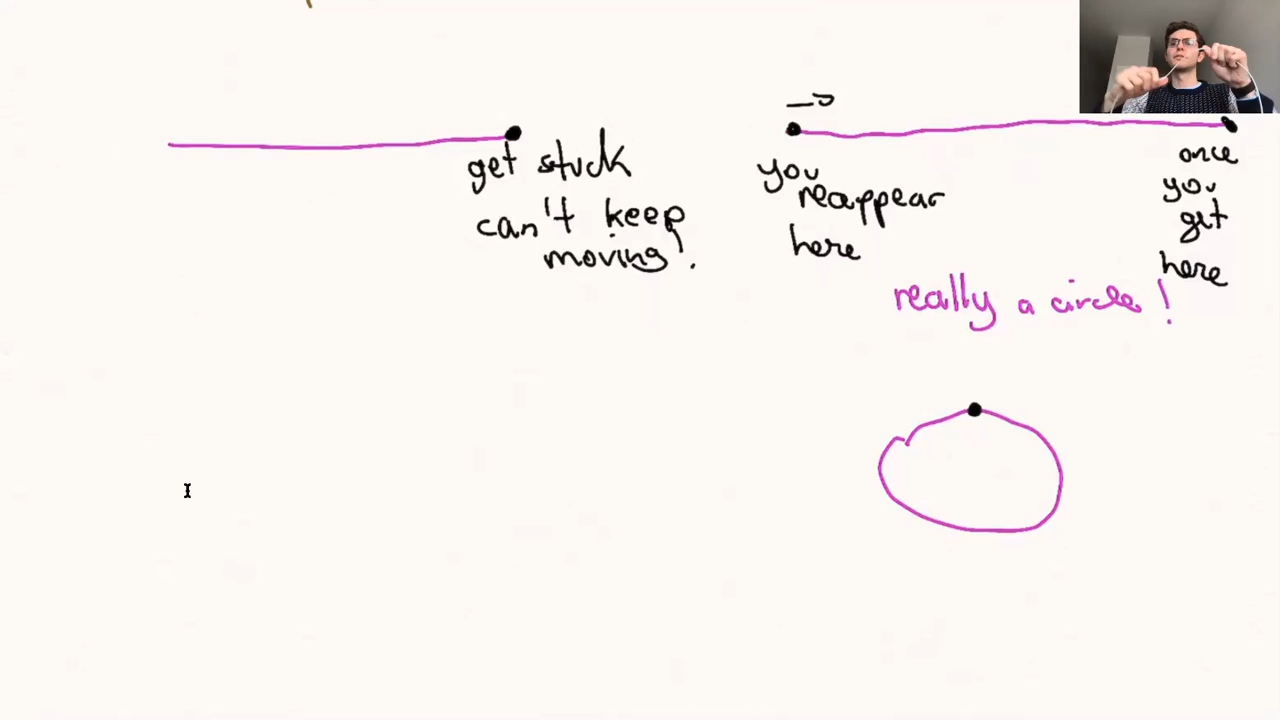 get stuck
can't keep
moving!
you
reappear
here
once
you
get
here
really a circle!